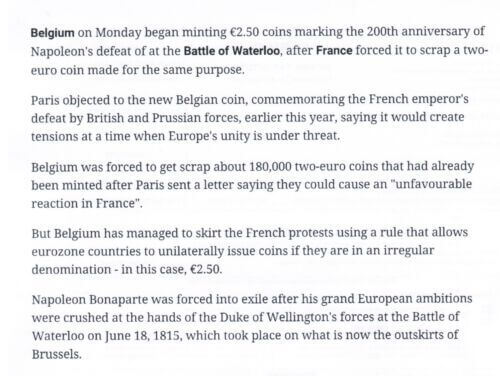 Belgium on Monday began minting €2.50 coins marking the 200th anniversary of
Napoleon's defeat of at the Battle of Waterloo, after France forced it to scrap a two-
euro coin made for the same purpose.
Paris objected to the new Belgian coin, commemorating the French emperor's
defeat by British and Prussian forces, earlier this year, saying it would create
tensions at a time when Europe's unity is under threat.
Belgium was forced to get scrap about 180,000 two-euro coins that had already
been minted after Paris sent a letter saying they could cause an "unfavourable
reaction in France".
But Belgium has managed to skirt the French protests using a rule that allows
eurozone countries to unilaterally issue coins if they are in an irregular
denomination - in this case, €2.50.
Napoleon Bonaparte was forced into exile after his grand European ambitions
were crushed at the hands of the Duke of Wellington's forces at the Battle of
Waterloo on June 18, 1815, which took place on what is now the outskirts of
Brussels.